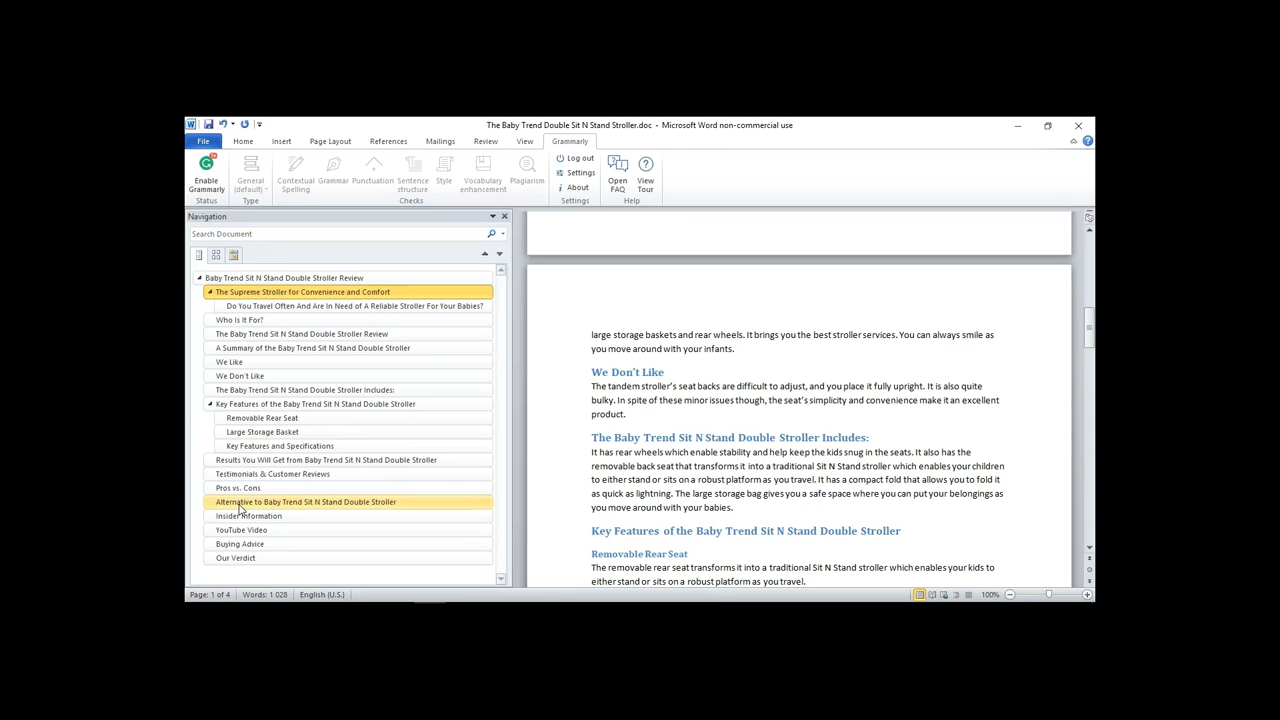 The Baby Trend Double Sit N Stand Stroller.doc - Microsoft Word non-commercial use
File Home Insert Page Layout References Mailings Review View Grammarly
Enable Grammarly
Status
General (default)
Type
Contextual Spelling
Grammar
Punctuation
Sentence structure
Style
Vocabulary enhancement
Plagiarism
Checks
Log out
Settings
About
Settings
Open FAQ
View Tour
Help
Navigation
Search Document
Baby Trend Sit N Stand Double Stroller Review
The Supreme Stroller for Convenience and Comfort
Do You Travel Often And Are In Need of A Reliable Stroller For Your Babies?
Who Is It For?
The Baby Trend Sit N Stand Double Stroller Review
A Summary of the Baby Trend Sit N Stand Double Stroller
We Like
We Don't Like
The Baby Trend Sit N Stand Double Stroller Includes:
Key Features of the Baby Trend Sit N Stand Double Stroller
Removable Rear Seat
Large Storage Basket
Key Features and Specifications
Results You Will Get from Baby Trend Sit N Stand Double Stroller
Testimonials & Customer Reviews
Pros vs. Cons
Alternative to Baby Trend Sit N Stand Double Stroller
Insider Information
YouTube Video
Buying Advice
Our Verdict
large storage baskets and rear wheels. It brings you the best stroller services. You can always smile as
you move around with your infants.
We Don't Like
The tandem stroller's seat backs are difficult to adjust, and you place it fully upright. It is also quite
bulky. In spite of these minor issues though, the seat's simplicity and convenience make it an excellent
product.
The Baby Trend Sit N Stand Double Stroller Includes:
It has rear wheels which enable stability and help keep the kids snug in the seats. It also has the
removable back seat that transforms it into a traditional Sit N Stand stroller which enables your children
to either stand or sits on a robust platform as you travel. It has a compact fold that allows you to fold it
as quick as lightning. The large storage bag gives you a safe space where you can put your belongings as
you move around with your babies.
Key Features of the Baby Trend Sit N Stand Double Stroller
Removable Rear Seat
The removable rear seat transforms it into a traditional Sit N Stand stroller which enables your kids to
either stand or sits on a robust platform as you travel.
Page: 1 of 4 Words: 1 028 English (U.S.) 100%